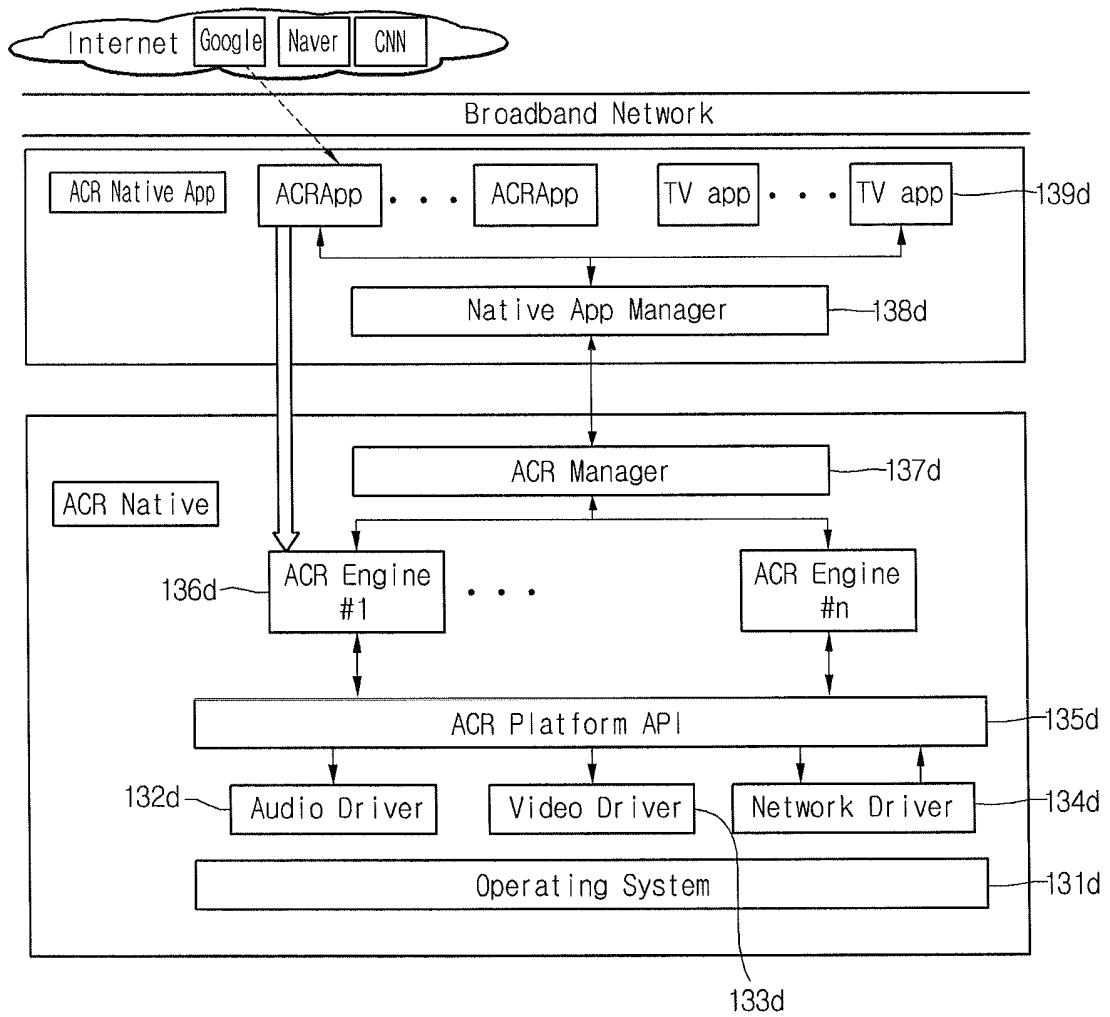 Internet Google Naver CNN
Broadband Network
ACR Native App
ACRApp . . . ACRApp TV app . . . TV app 139d
Native App Manager 138d
ACR Manager 137d
ACR Native
136d ACR Engine #1 . . . ACR Engine #n
ACR Platform API 135d
132d Audio Driver Video Driver Network Driver 134d
Operating System 131d
133d